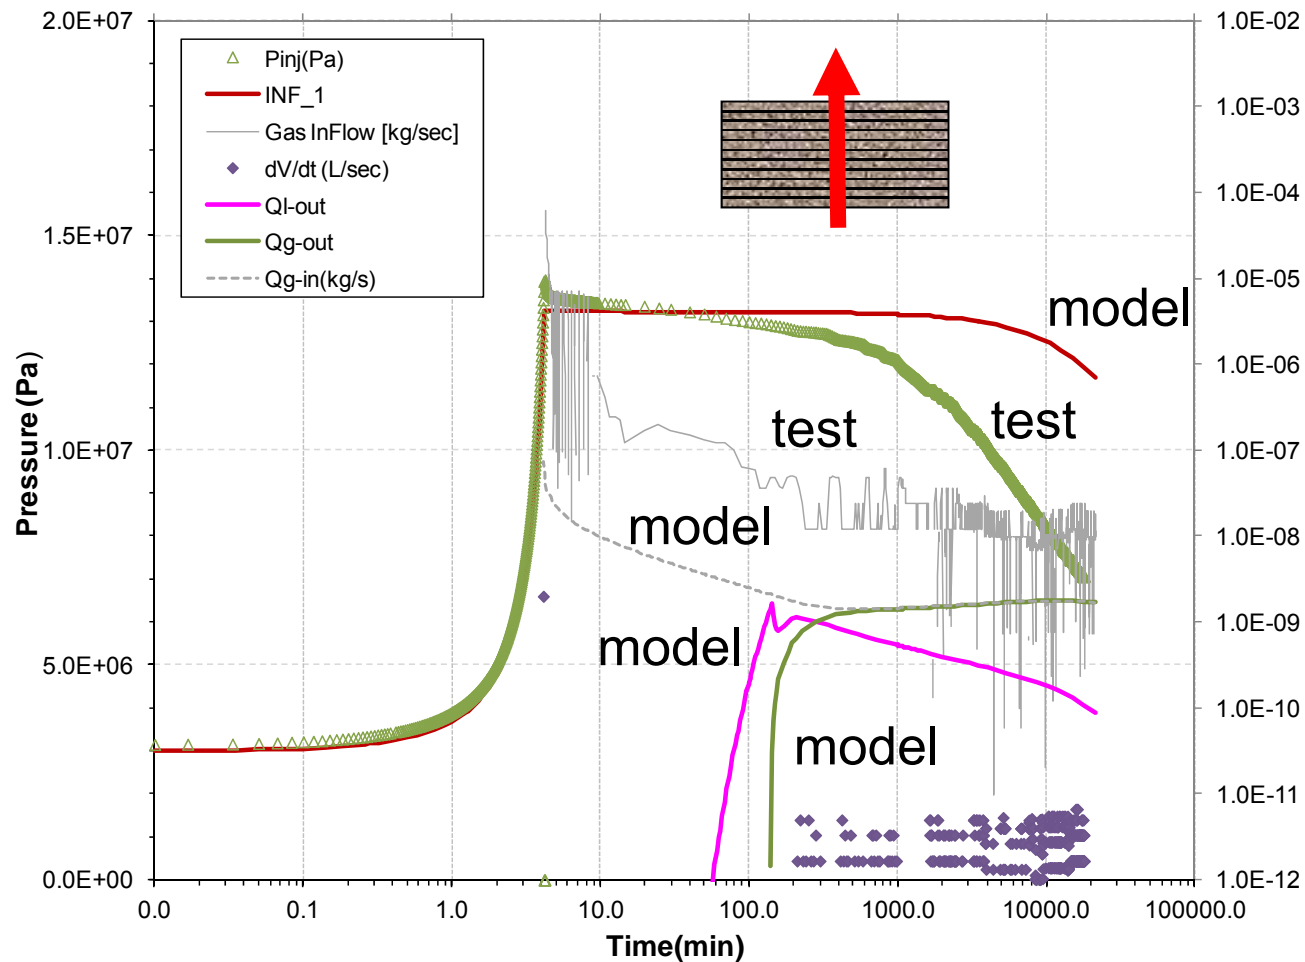 2.0E+07
1.0E-02
Pinj(Pa)
INF_1
Gas InFlow [kg/sec]
dV/dt (L/sec)
Ql-out
Qg-out
Qg-in(kg/s)
1.0E-03
1.0E-04
1.5E+07
1.0E-05
model
1.0E-06
Pressure (Pa)
test
test
1.0E+07
1.0E-07
model
1.0E-08
model
1.0E-09
5.0E+06
1.0E-10
model
1.0E-11
0.0E+00
1.0E-12
0.0
0.1
1.0
10.0
100.0
1000.0
10000.0
100000.0
Time(min)